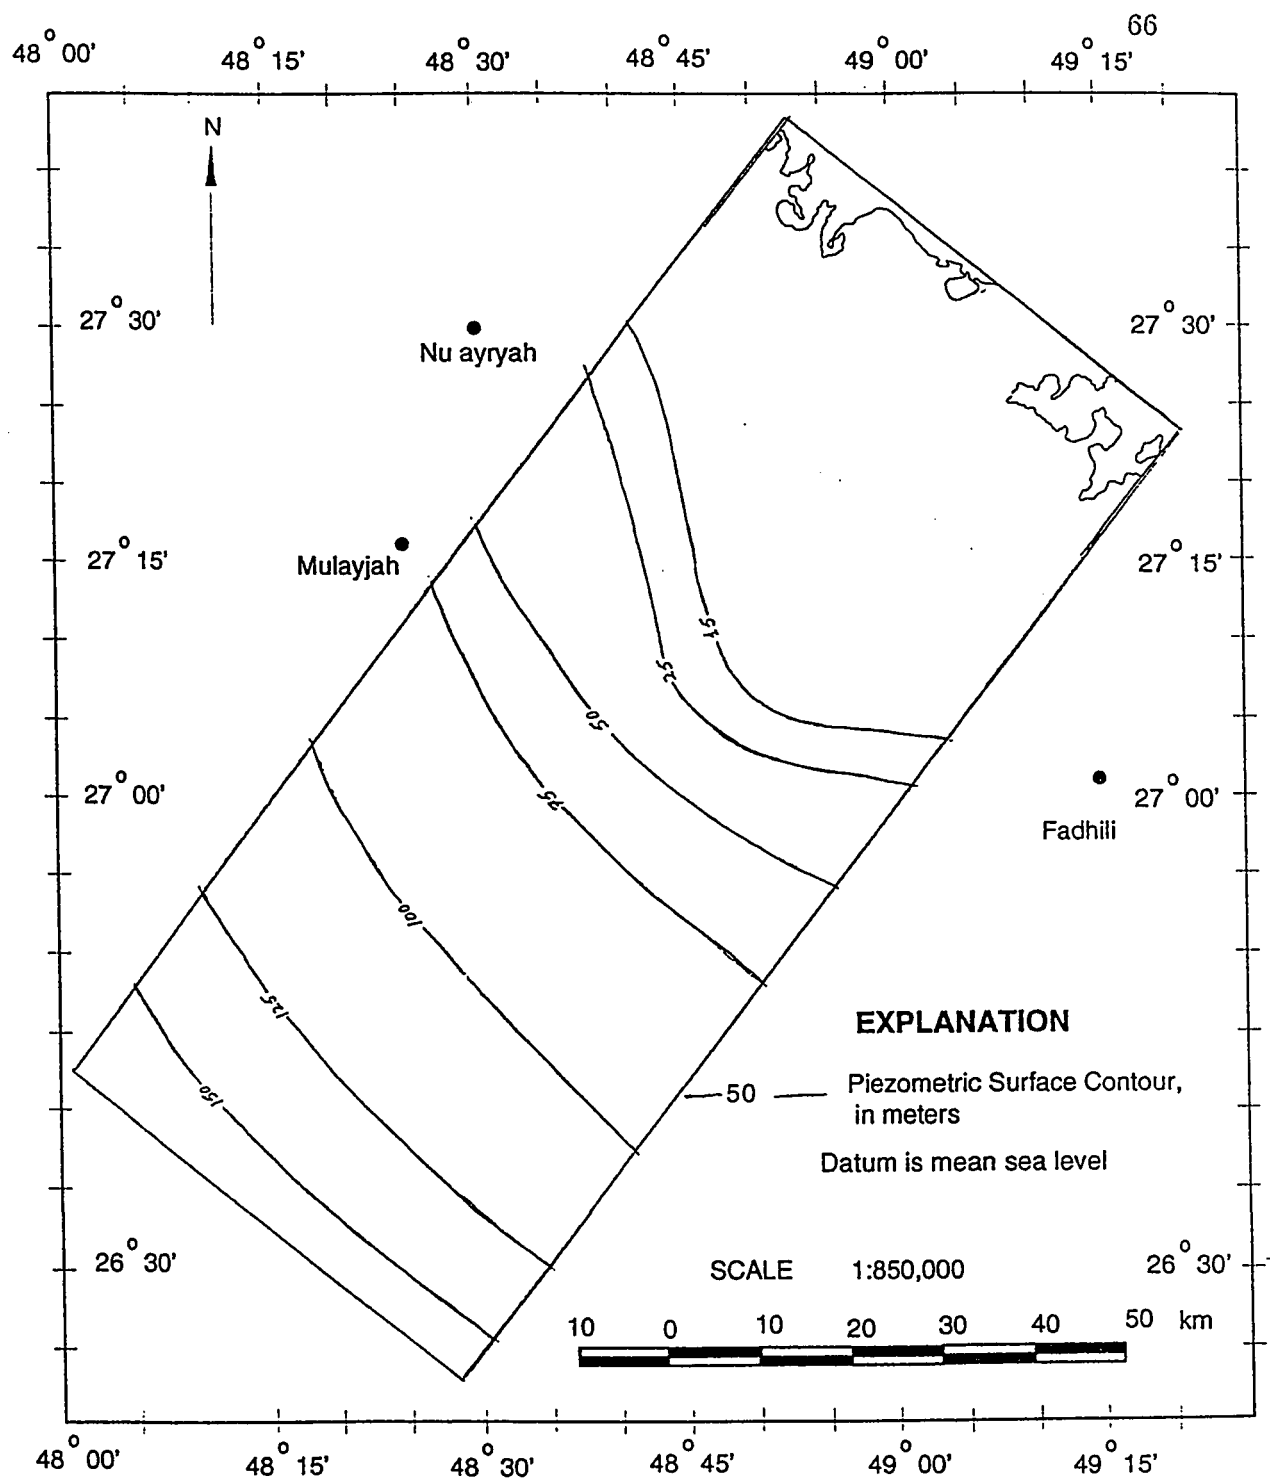 66
48° 00' 48° 15' 48° 30' 48° 45' 49° 00' 49° 15'
N
27° 30' 27° 30'
Nu ayryah
27° 15' 27° 15'
Mulayjah
15
25
50
75
27° 00' 27° 00'
Fadhili
100
125
150
EXPLANATION
50 Piezometric Surface Contour,
in meters
Datum is mean sea level
26° 30' 26° 30'
SCALE 1:850,000
10 0 10 20 30 40 50 km
48° 00' 48° 15' 48° 30' 48° 45' 49° 00' 49° 15'